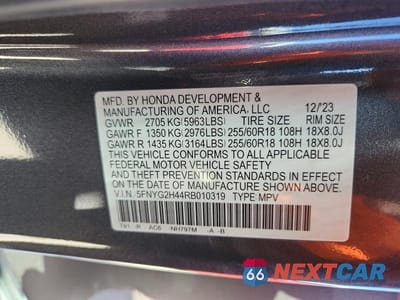 MFD. BY HONDA DEVELOPMENT &
MANUFACTURING OF AMERICA, LLC 12/'23
GVWR 2705 KG(5963LBS) TIRE SIZE RIM SIZE
GAWR F 1350 KG(2976LBS) 255/60R18 108H 18X8.0J
GAWR R 1435 KG(3164LBS) 255/60R18 108H 18X8.0J
THIS VEHICLE CONFORMS TO ALL APPLICABLE
FEDERAL MOTOR VEHICLE SAFETY
AND THEFT PREVENTION STANDARDS IN
EFFECT ON THE DATE OF MANUFACTURE
SHOWN ABOVE.
V.I.N. 5FNYG2H44RB010319 TYPE MPV
R AC6 NH797M -A -B
66 NEXTCAR